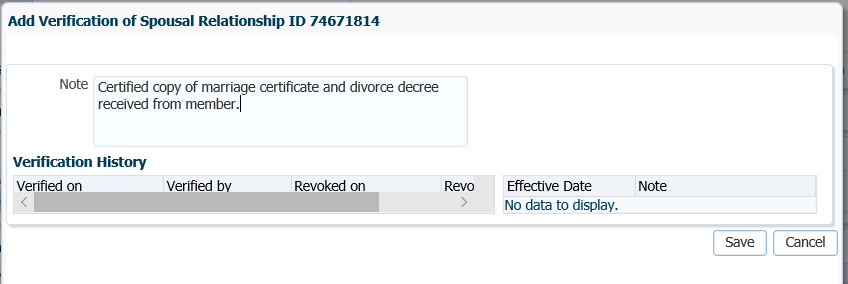 Add Verification of Spousal Relationship ID 74671814
Note
Certified copy of marriage certificate and divorce decree
received from member.
Verification History
Verified on Verified by Revoked on Revo
Effective Date Note
No data to display.
Save Cancel